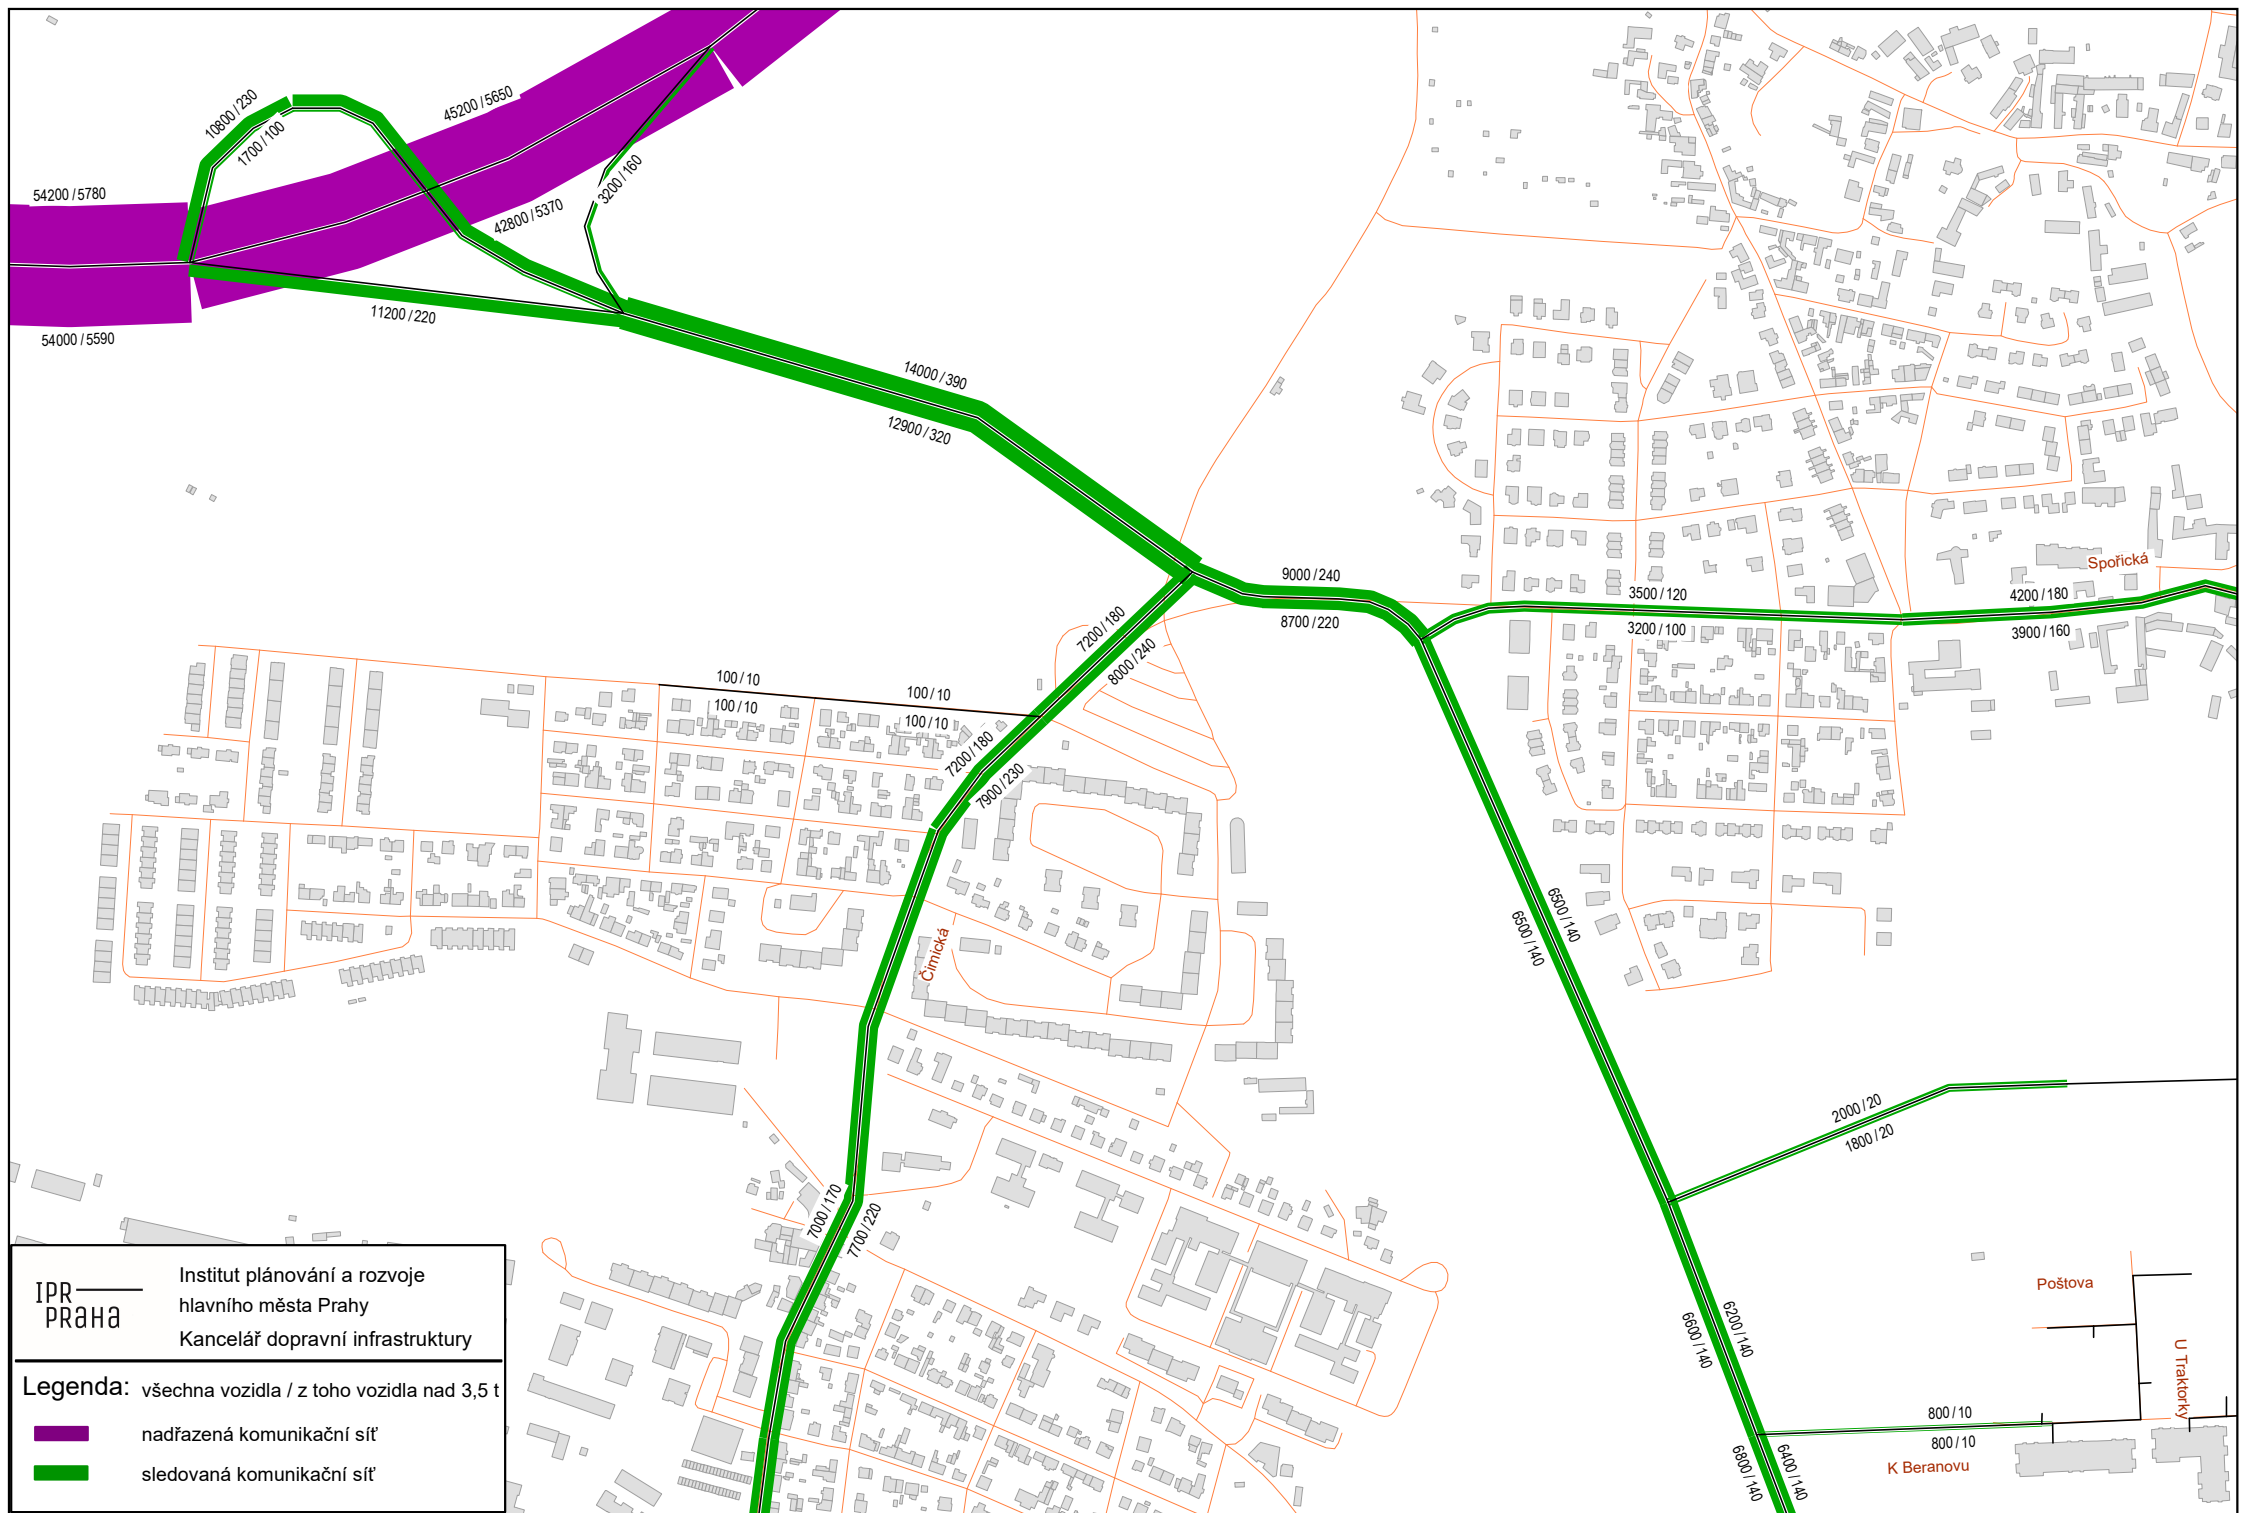 10800 / 230
1700 / 100
45200 / 5650
3200 / 160
54200 / 5780
42800 / 5370
54000 / 5590
11200 / 220
14000 / 390
12900 / 320
9000 / 240
8700 / 220
3500 / 120
3200 / 100
Spořická
4200 / 180
3900 / 160
7200 / 180
8000 / 240
100 / 10
100 / 10
100 / 10
100 / 10
7200 / 180
7900 / 230
Čimická
6500 / 140
6500 / 140
2000 / 20
1800 / 20
7000 / 170
7700 / 220
6200 / 140
6600 / 140
Poštova
U Traktorky
800 / 10
800 / 10
K Beranovu
6400 / 140
6800 / 140
IPR
PRAHA
Institut plánování a rozvoje
hlavního města Prahy
Kancelář dopravní infrastruktury
Legenda: všechna vozidla / z toho vozidla nad 3,5 t
nadřazená komunikační síť
sledovaná komunikační síť